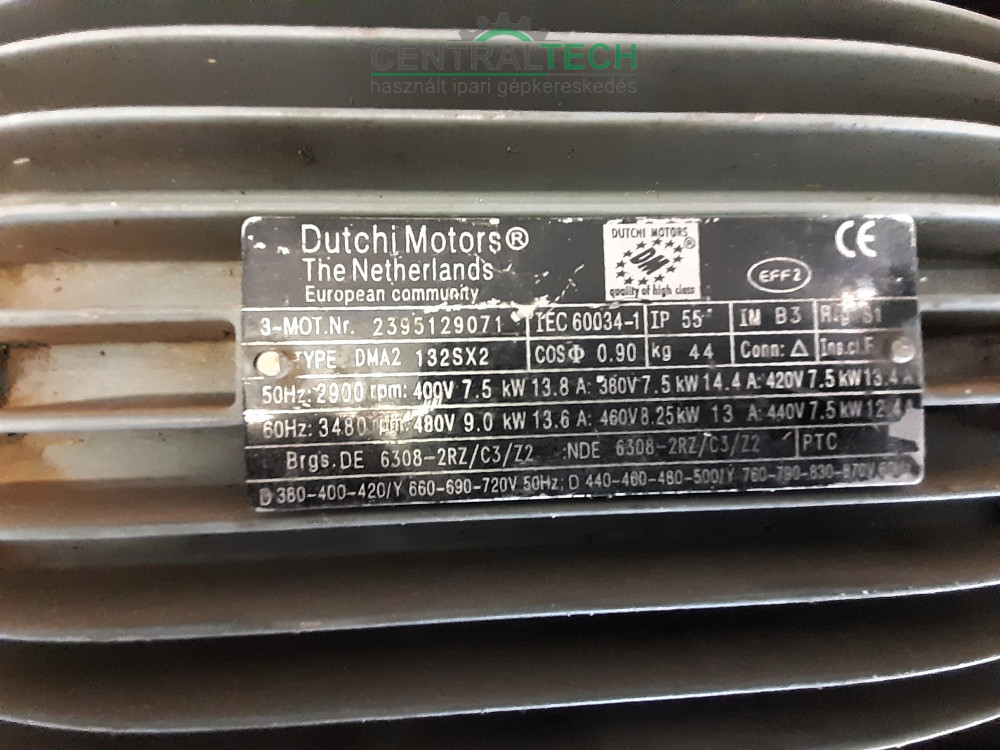 CENTRALTECH
használt ipari gépkereskedés
Dutchi Motors®
The Netherlands
European community
DUTCHI MOTORS ®
DM
quality of high class
CE
EFF2
3-MOT.Nr. 2395129071 IEC 60034-1 IP 55 IM B3 S1
TYPE DMA2 132SX2 COSΦ 0.90 kg 44 Conn: Δ Ins.cl.F
50Hz: 2900 rpm: 400V 7.5 kW 13.8 A: 380V 7.5 kW 14.4 A: 420V 7.5 kW 13.4 A
60Hz: 3480 rpm: 480V 9.0 kW 13.6 A: 460V 8.25kW 13 A: 440V 7.5 kW 12.4
Brgs.DE 6308-2RZ/C3/Z2 :NDE 6308-2RZ/C3/Z2 PTC
D 380-400-420/Y 660-690-720V 50Hz; D 440-460-480-500/Y 760-790-830-870V 60Hz